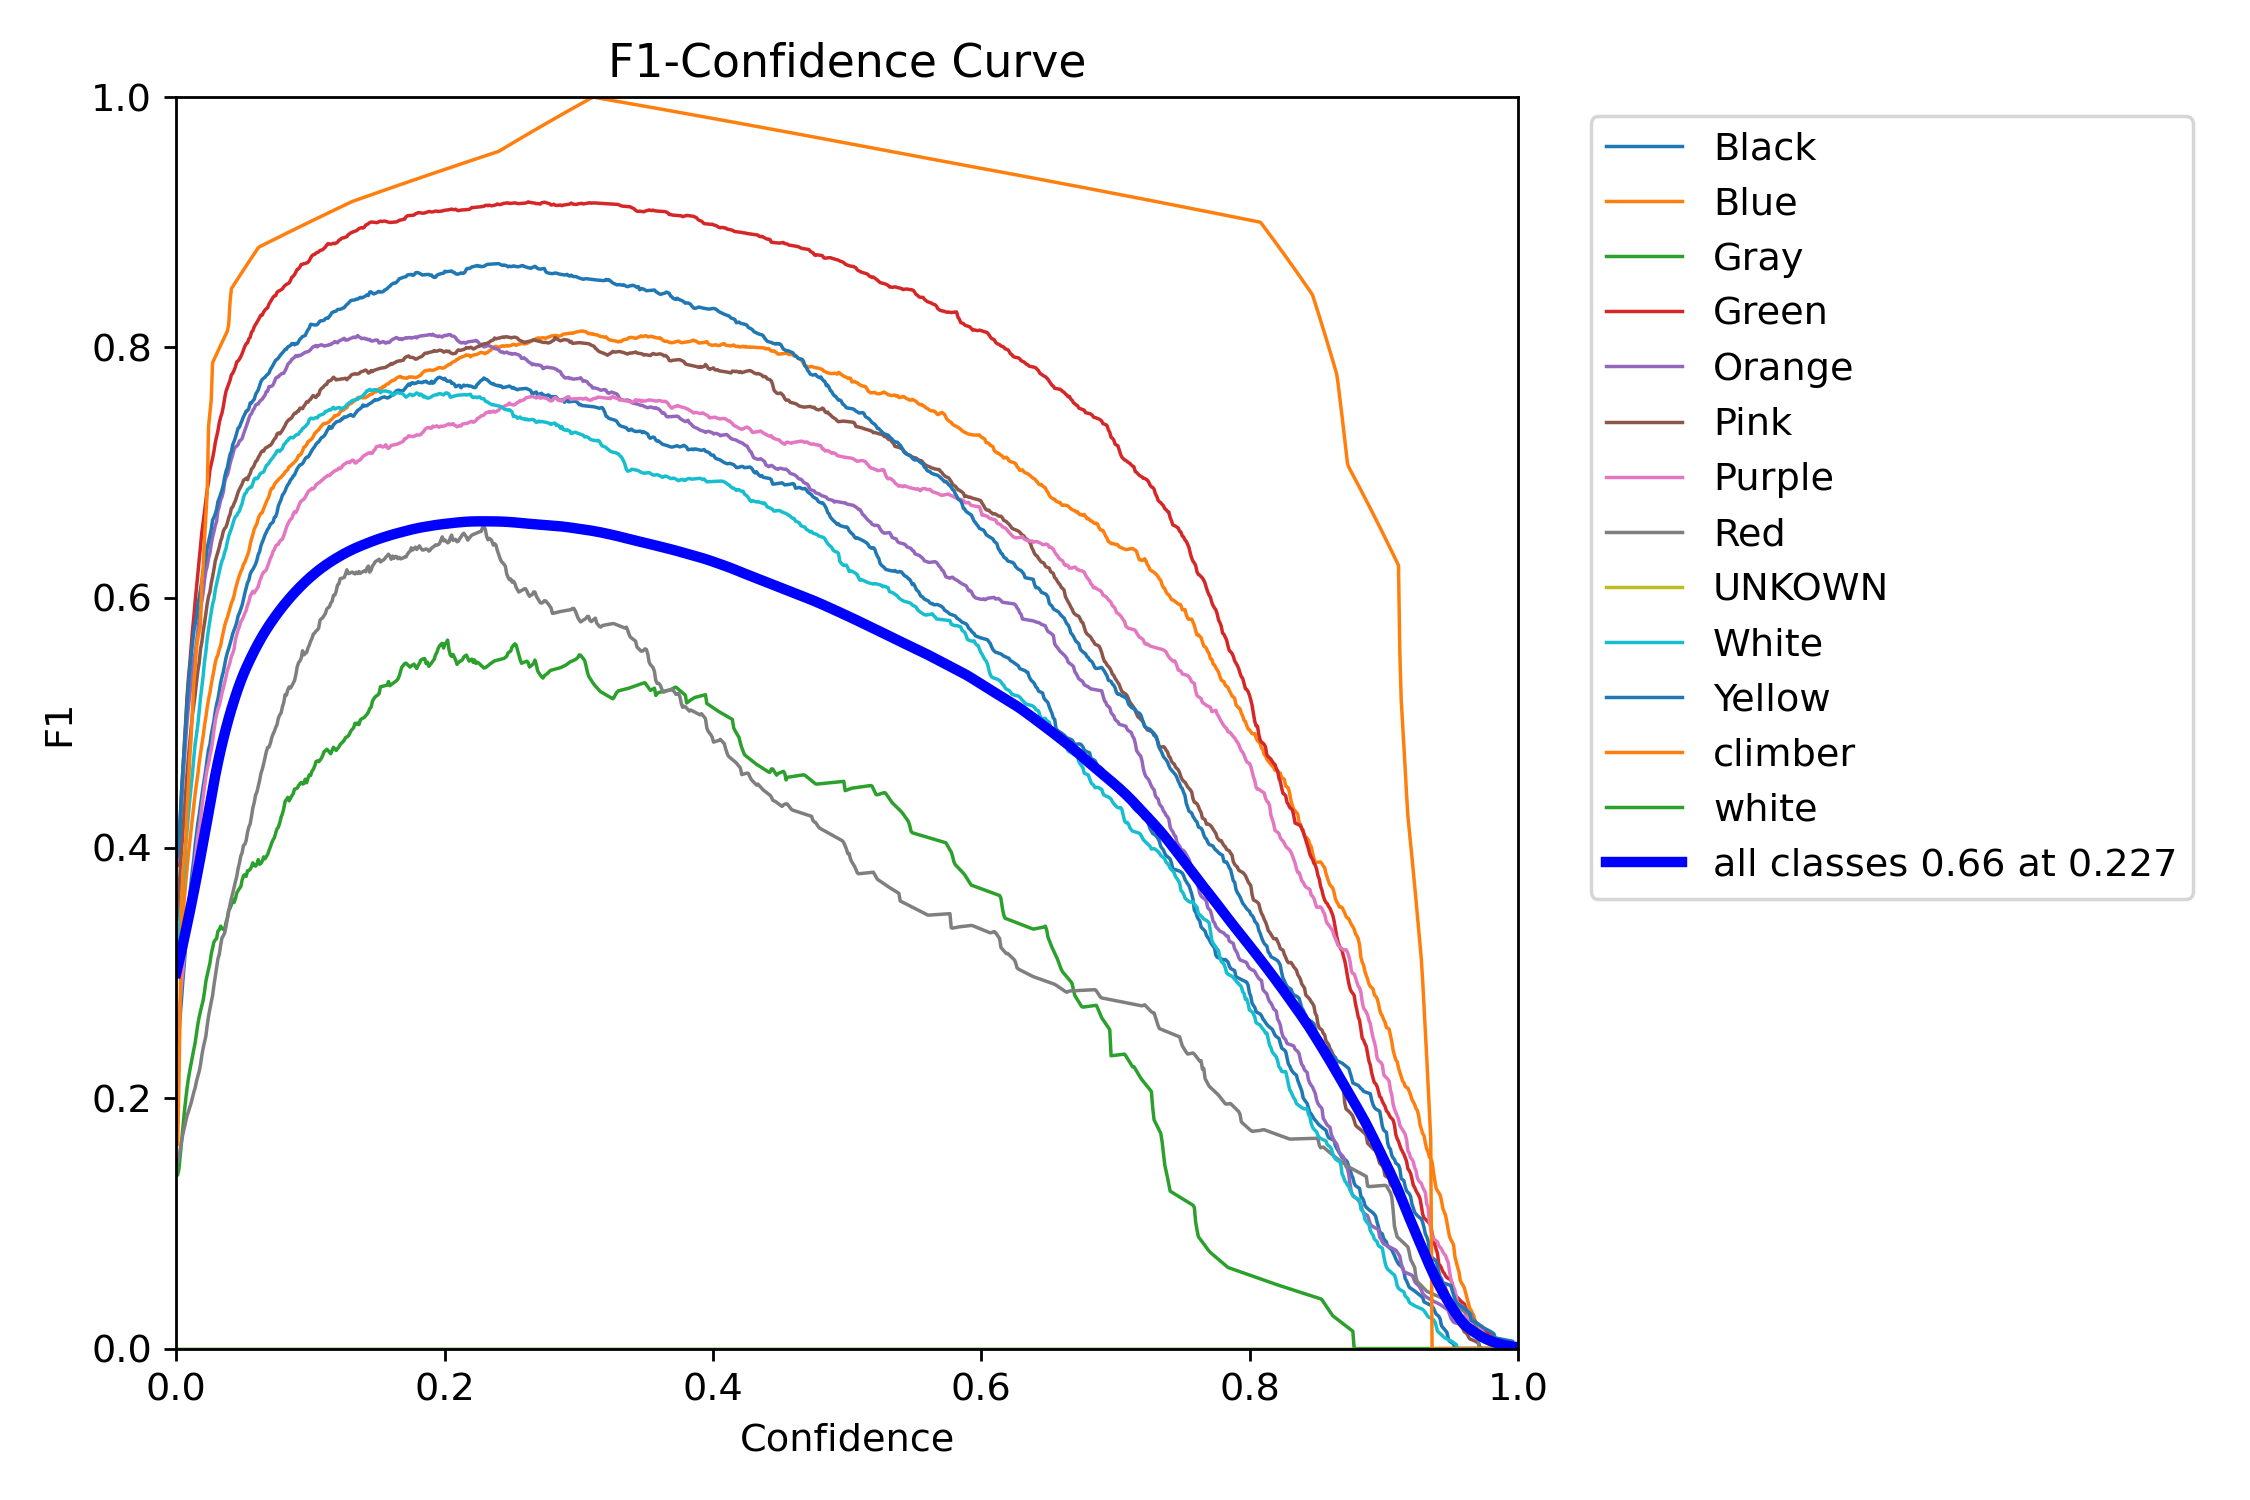 F1-Confidence Curve
1.0
0.8
0.6
0.4
0.2
0.0
F1
0.0 0.2 0.4 0.6 0.8 1.0
Confidence
Black
Blue
Gray
Green
Orange
Pink
Purple
Red
UNKOWN
White
Yellow
climber
white
all classes 0.66 at 0.227